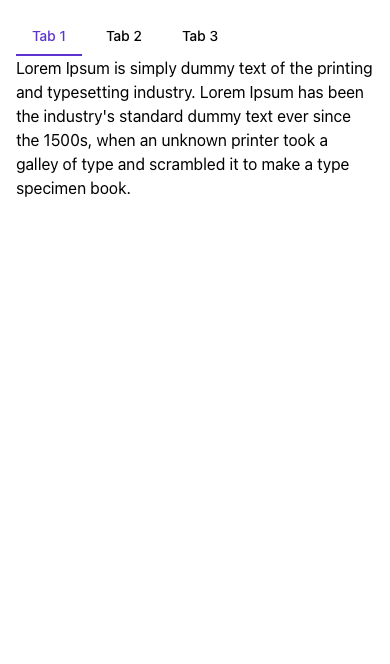 Tab 1 Tab 2 Tab 3
Lorem Ipsum is simply dummy text of the printing
and typesetting industry. Lorem Ipsum has been
the industry's standard dummy text ever since
the 1500s, when an unknown printer took a
galley of type and scrambled it to make a type
specimen book.